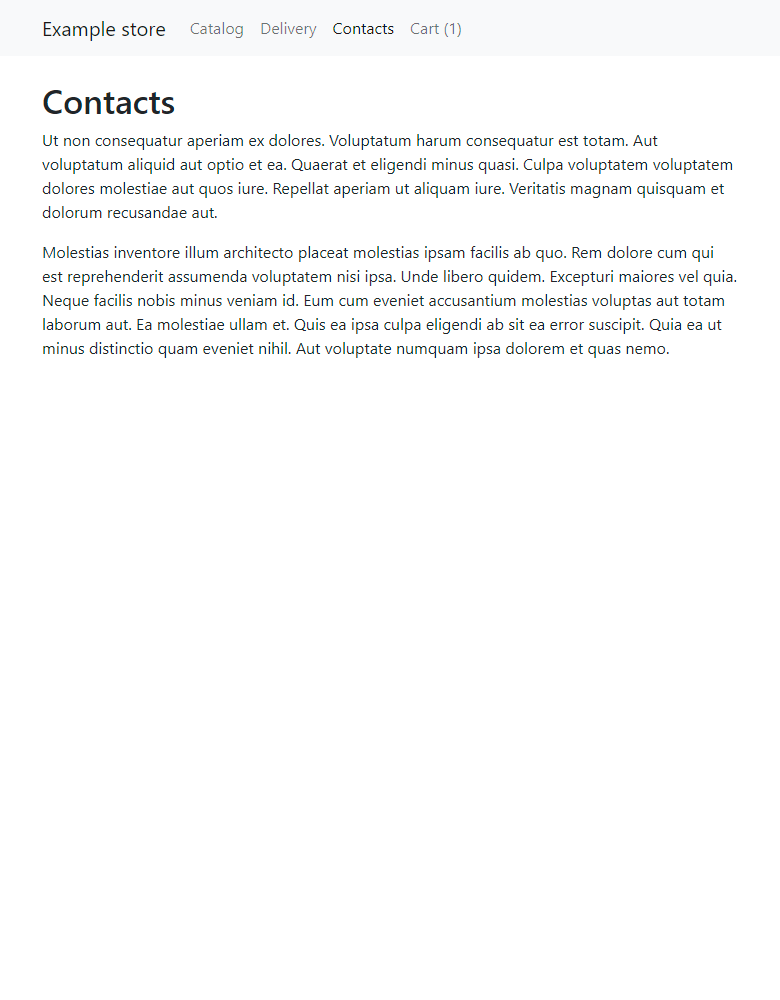 Example store Catalog Delivery Contacts Cart (1)
Contacts
Ut non consequatur aperiam ex dolores. Voluptatum harum consequatur est totam. Aut
voluptatum aliquid aut optio et ea. Quaerat et eligendi minus quasi. Culpa voluptatem voluptatem
dolores molestiae aut quos iure. Repellat aperiam ut aliquam iure. Veritatis magnam quisquam et
dolorum recusandae aut.
Molestias inventore illum architecto placeat molestias ipsam facilis ab quo. Rem dolore cum qui
est reprehenderit assumenda voluptatem nisi ipsa. Unde libero quidem. Excepturi maiores vel quia.
Neque facilis nobis minus veniam id. Eum cum eveniet accusantium molestias voluptas aut totam
laborum aut. Ea molestiae ullam et. Quis ea ipsa culpa eligendi ab sit ea error suscipit. Quia ea ut
minus distinctio quam eveniet nihil. Aut voluptate numquam ipsa dolorem et quas nemo.